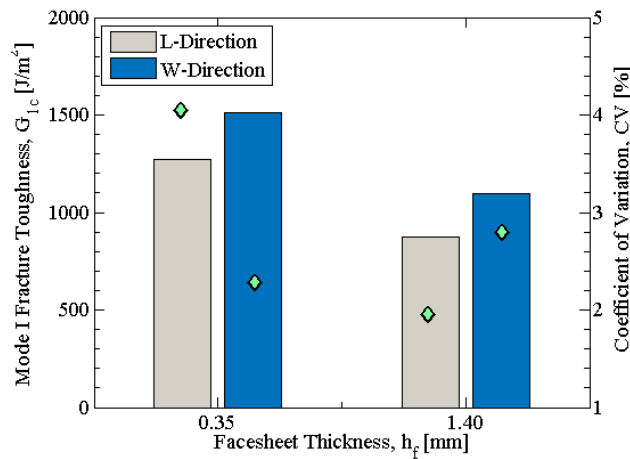 L-Direction
W-Direction
Mode I Fracture Toughness, G1c [J/m2]
2000
1500
1000
500
0
5
4
3
2
1
Coefficient of Variation, CV [%]
0.35
1.40
Facesheet Thickness, hf [mm]